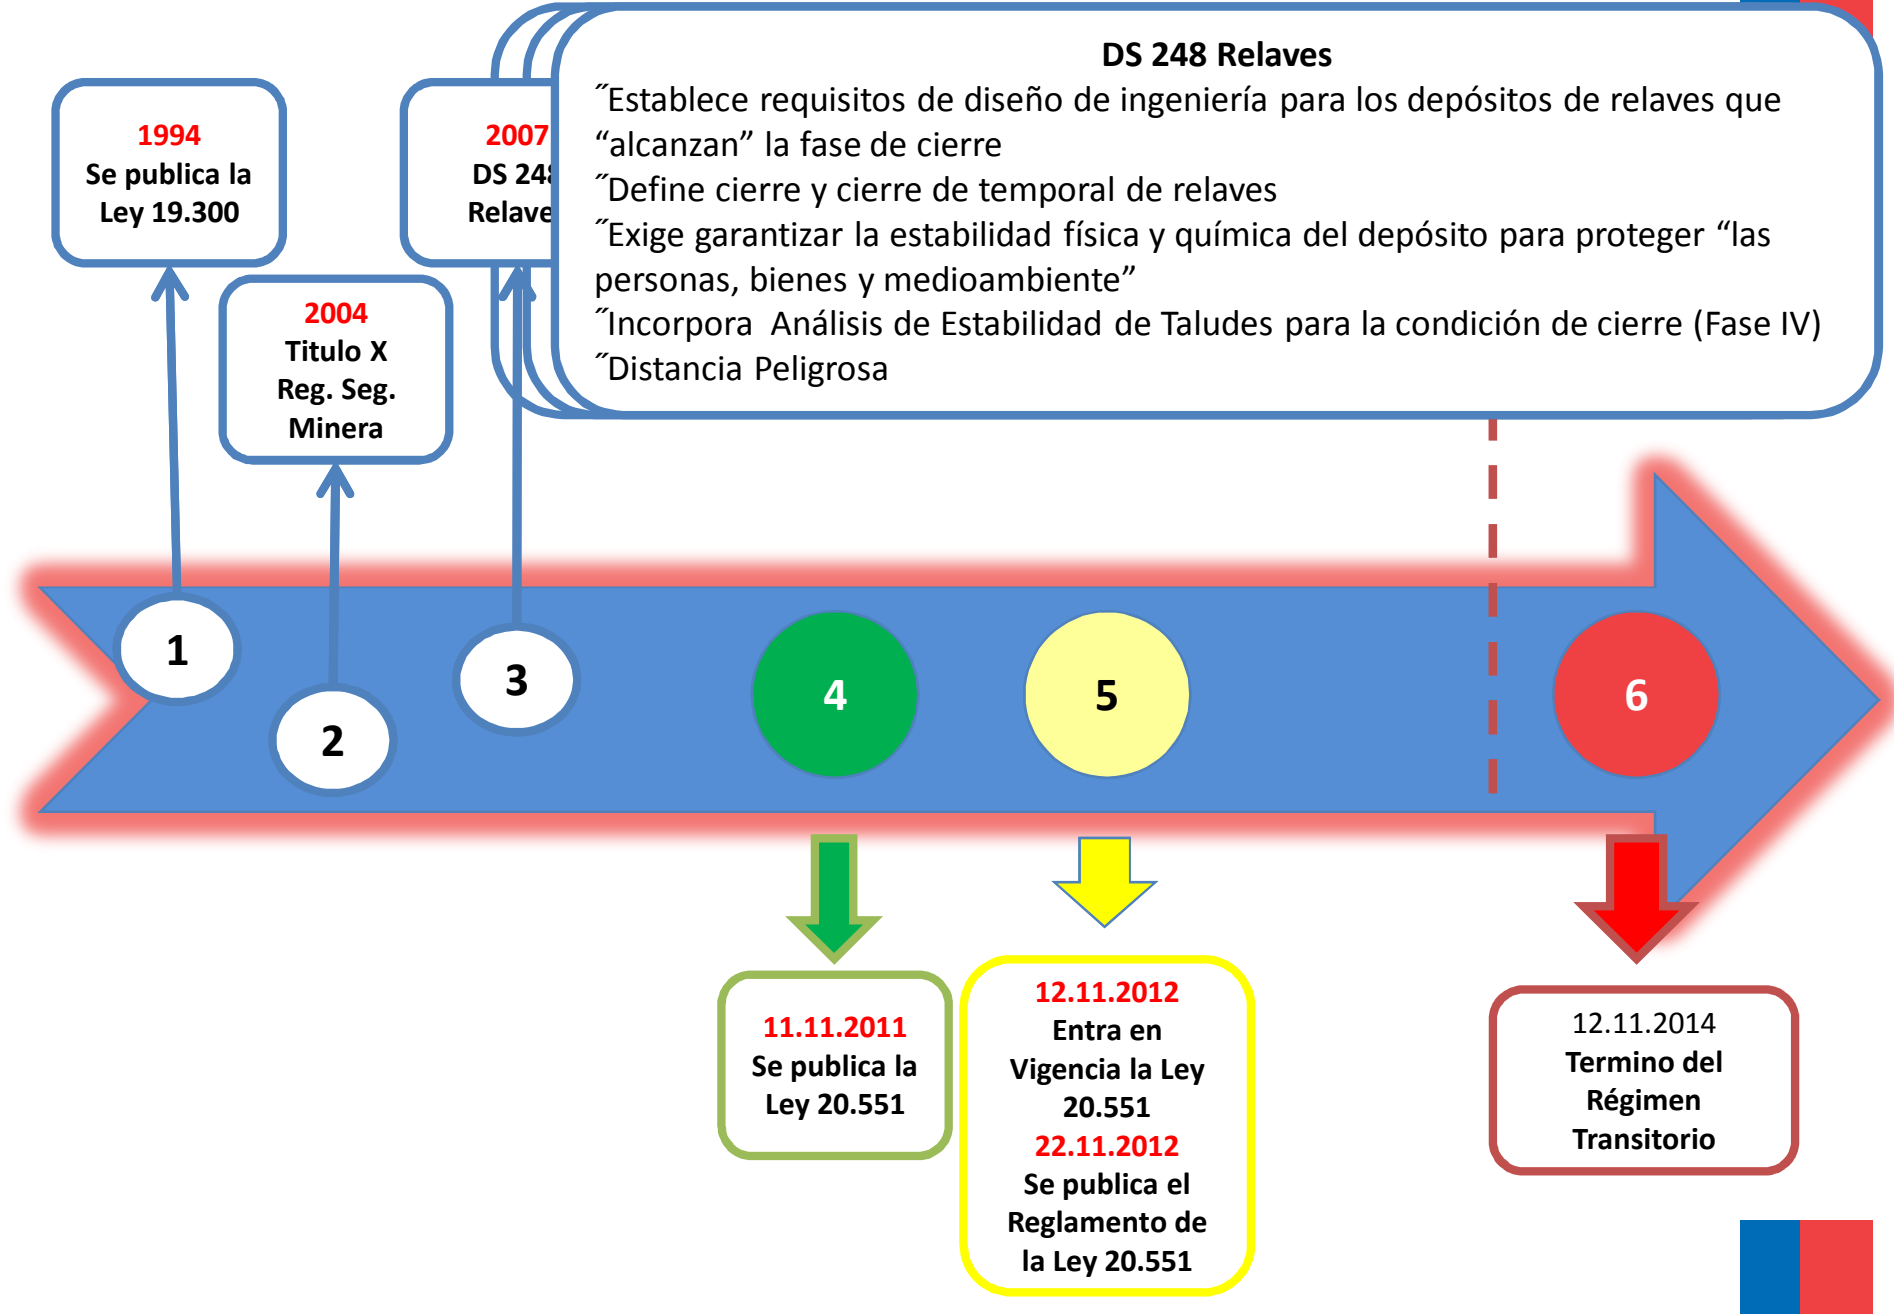 DS 248 Relaves
˝Establece requisitos de diseño de ingeniería para los depósitos de relaves que
“alcanzan” la fase de cierre
˝Define cierre y cierre de temporal de relaves
˝Exige garantizar la estabilidad física y química del depósito para proteger “las
personas, bienes y medioambiente”
˝Incorpora Análisis de Estabilidad de Taludes para la condición de cierre (Fase IV)
˝Distancia Peligrosa
1994
Se publica la
Ley 19.300
2004
Titulo X
Reg. Seg.
Minera
2007
DS 248
Relave
1
2
3
4
5
6
11.11.2011
Se publica la
Ley 20.551
12.11.2012
Entra en
Vigencia la Ley
20.551
22.11.2012
Se publica el
Reglamento de
la Ley 20.551
12.11.2014
Termino del
Régimen
Transitorio